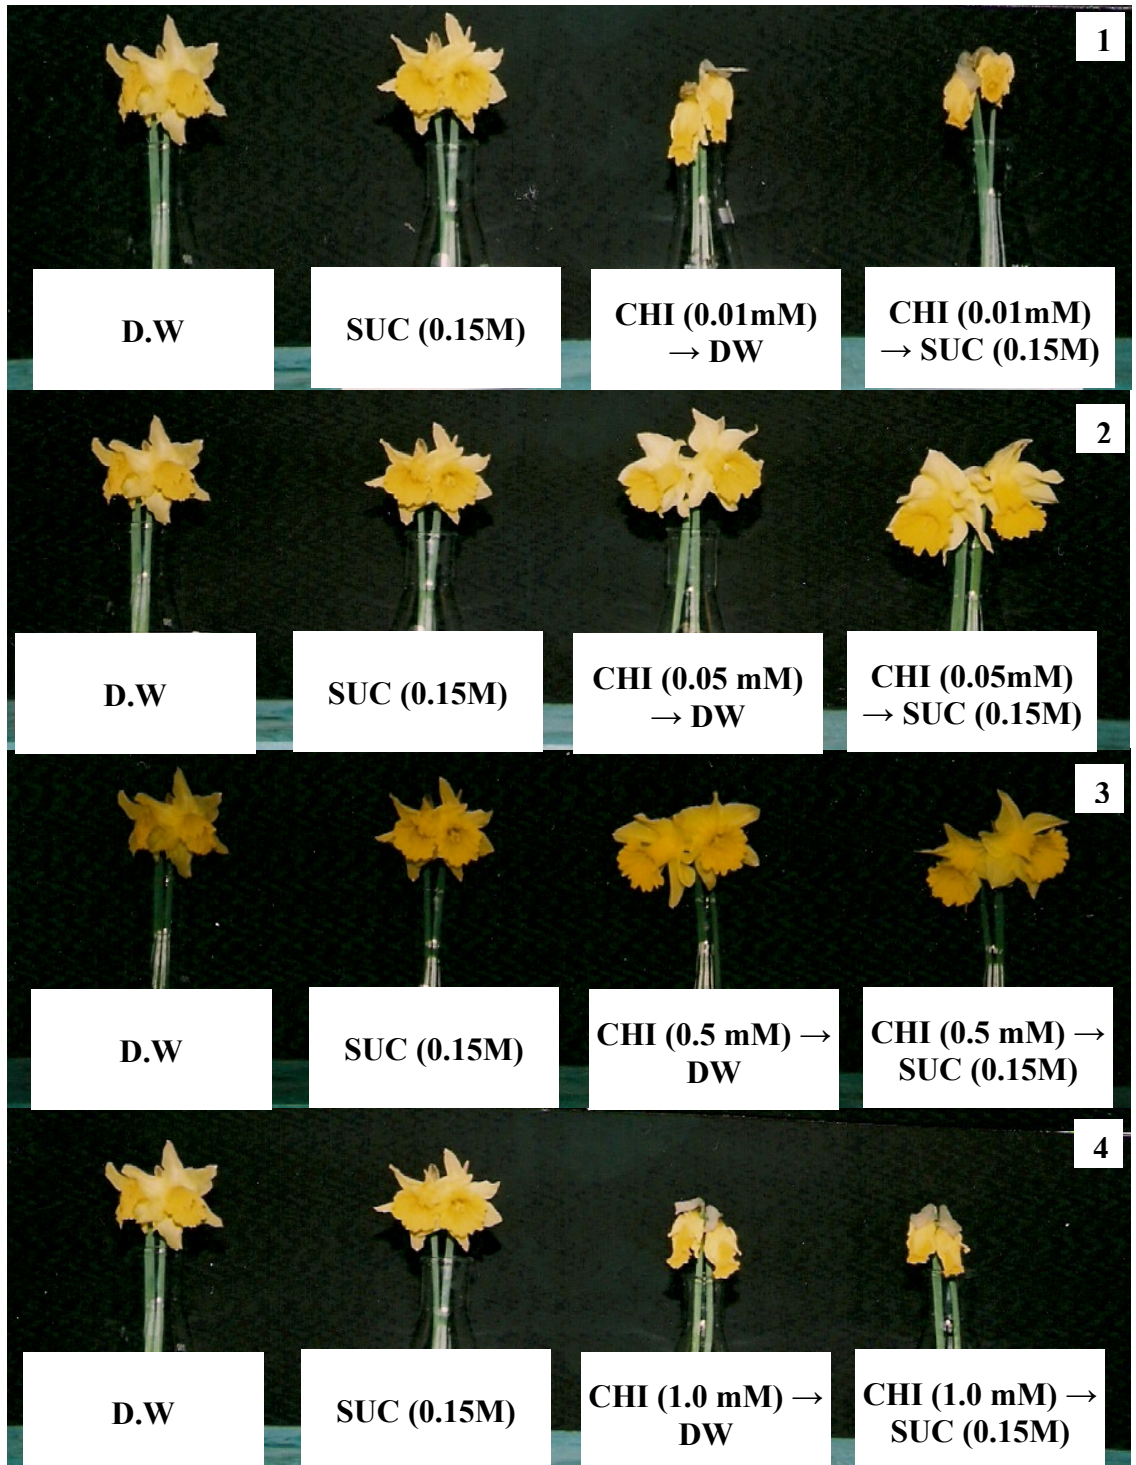 1
D.W
SUC (0.15M)
CHI (0.01mM)
→ DW
CHI (0.01mM)
→ SUC (0.15M)
2
D.W
SUC (0.15M)
CHI (0.05 mM)
→ DW
CHI (0.05mM)
→ SUC (0.15M)
3
D.W
SUC (0.15M)
CHI (0.5 mM) →
DW
CHI (0.5 mM) →
SUC (0.15M)
4
D.W
SUC (0.15M)
CHI (1.0 mM) →
DW
CHI (1.0 mM) →
SUC (0.15M)